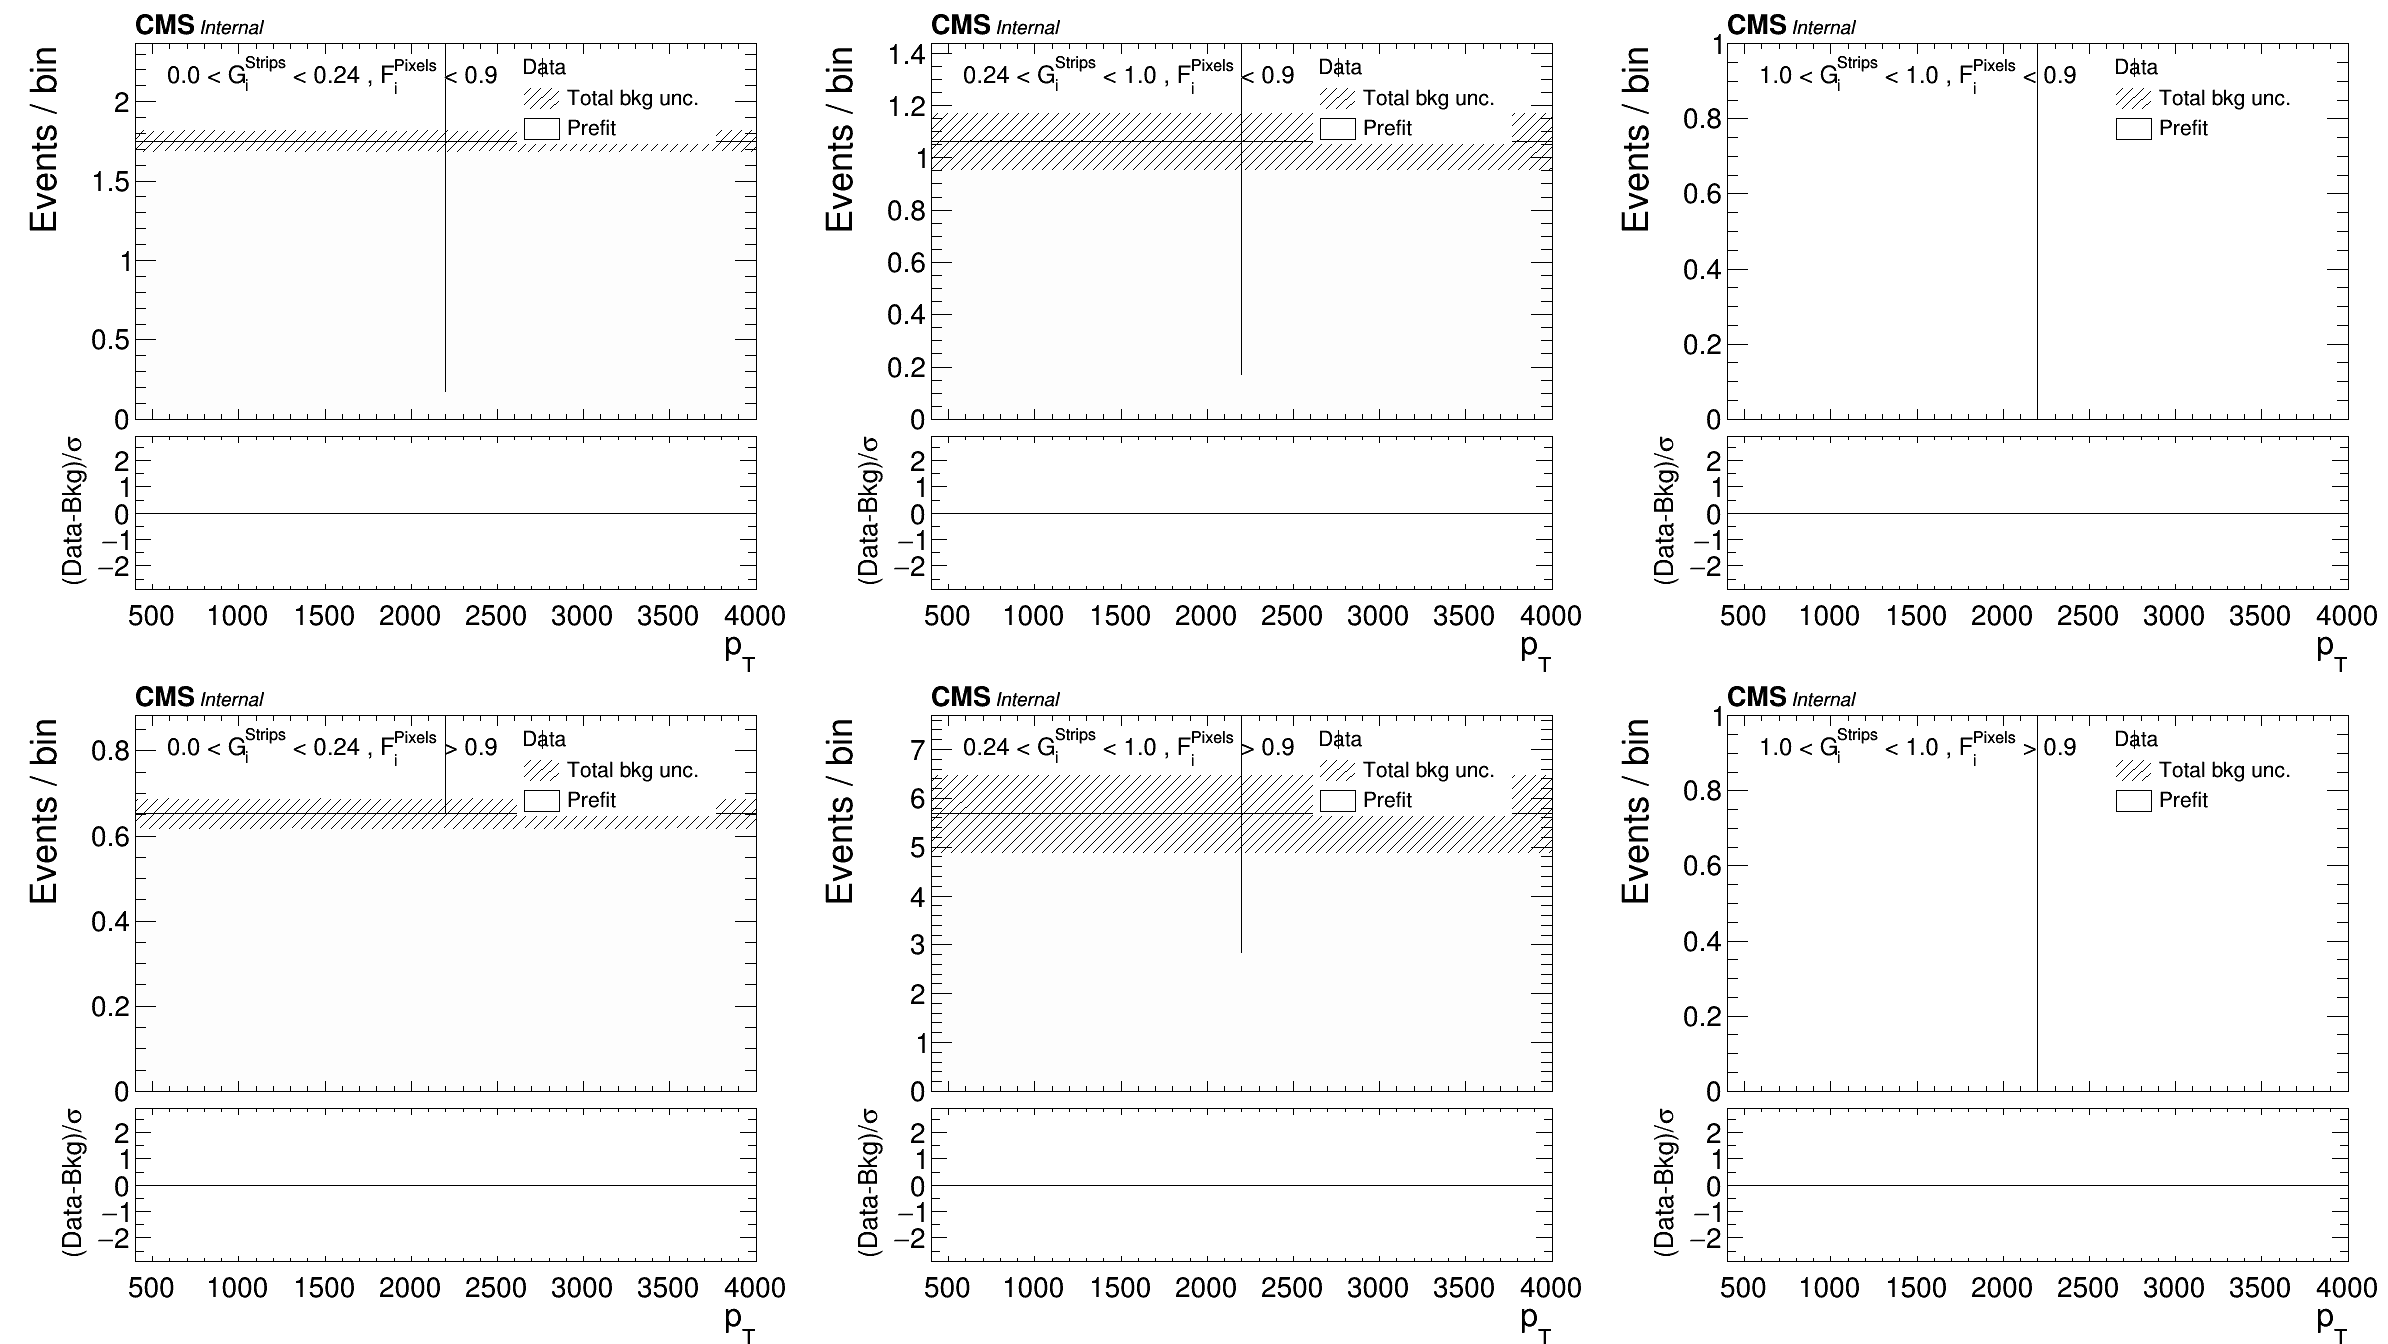 CMS Internal
0.0 < G_i^Strips < 0.24 , F_i^Pixels < 0.9
Data
Total bkg unc.
Prefit
Events / bin
2
1.5
1
0.5
0
(Data-Bkg)/σ
2
1
0
−1
−2
500 1000 1500 2000 2500 3000 3500 4000
p_T
CMS Internal
0.24 < G_i^Strips < 1.0 , F_i^Pixels < 0.9
Data
Total bkg unc.
Prefit
Events / bin
1.4
1.2
1
0.8
0.6
0.4
0.2
0
(Data-Bkg)/σ
2
1
0
−1
−2
500 1000 1500 2000 2500 3000 3500 4000
p_T
CMS Internal
1.0 < G_i^Strips < 1.0 , F_i^Pixels < 0.9
Data
Total bkg unc.
Prefit
Events / bin
1
0.8
0.6
0.4
0.2
0
(Data-Bkg)/σ
2
1
0
−1
−2
500 1000 1500 2000 2500 3000 3500 4000
p_T
CMS Internal
0.0 < G_i^Strips < 0.24 , F_i^Pixels > 0.9
Data
Total bkg unc.
Prefit
Events / bin
0.8
0.6
0.4
0.2
0
(Data-Bkg)/σ
2
1
0
−1
−2
500 1000 1500 2000 2500 3000 3500 4000
p_T
CMS Internal
0.24 < G_i^Strips < 1.0 , F_i^Pixels > 0.9
Data
Total bkg unc.
Prefit
Events / bin
7
6
5
4
3
2
1
0
(Data-Bkg)/σ
2
1
0
−1
−2
500 1000 1500 2000 2500 3000 3500 4000
p_T
CMS Internal
1.0 < G_i^Strips < 1.0 , F_i^Pixels > 0.9
Data
Total bkg unc.
Prefit
Events / bin
1
0.8
0.6
0.4
0.2
0
(Data-Bkg)/σ
2
1
0
−1
−2
500 1000 1500 2000 2500 3000 3500 4000
p_T